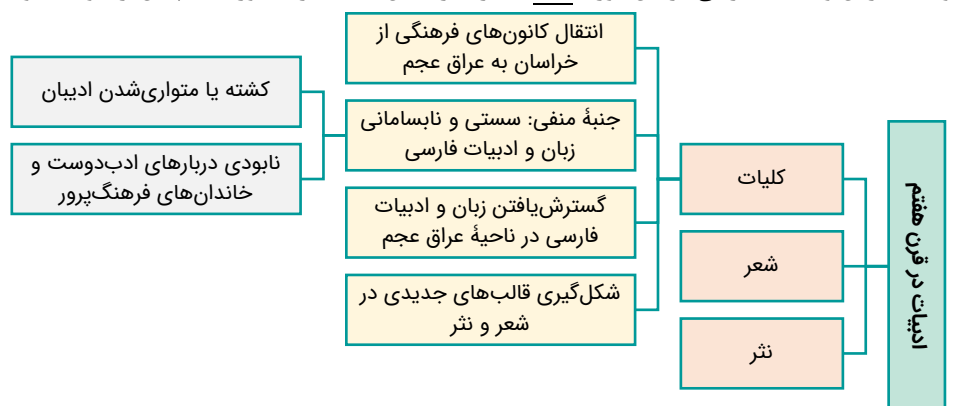 ادبیات در قرن هفتم
کلیات
انتقال کانون‌های فرهنگی از
خراسان به عراق عجم
جنبهٔ منفی: سستی و نابسامانی
زبان و ادبیات فارسی
کشته یا متواری‌شدن ادیبان
نابودی دربارهای ادب‌دوست و
خاندان‌های فرهنگ‌پرور
گسترش‌یافتن زبان و ادبیات
فارسی در ناحیهٔ عراق عجم
شکل‌گیری قالب‌های جدیدی در
شعر و نثر
شعر
نثر